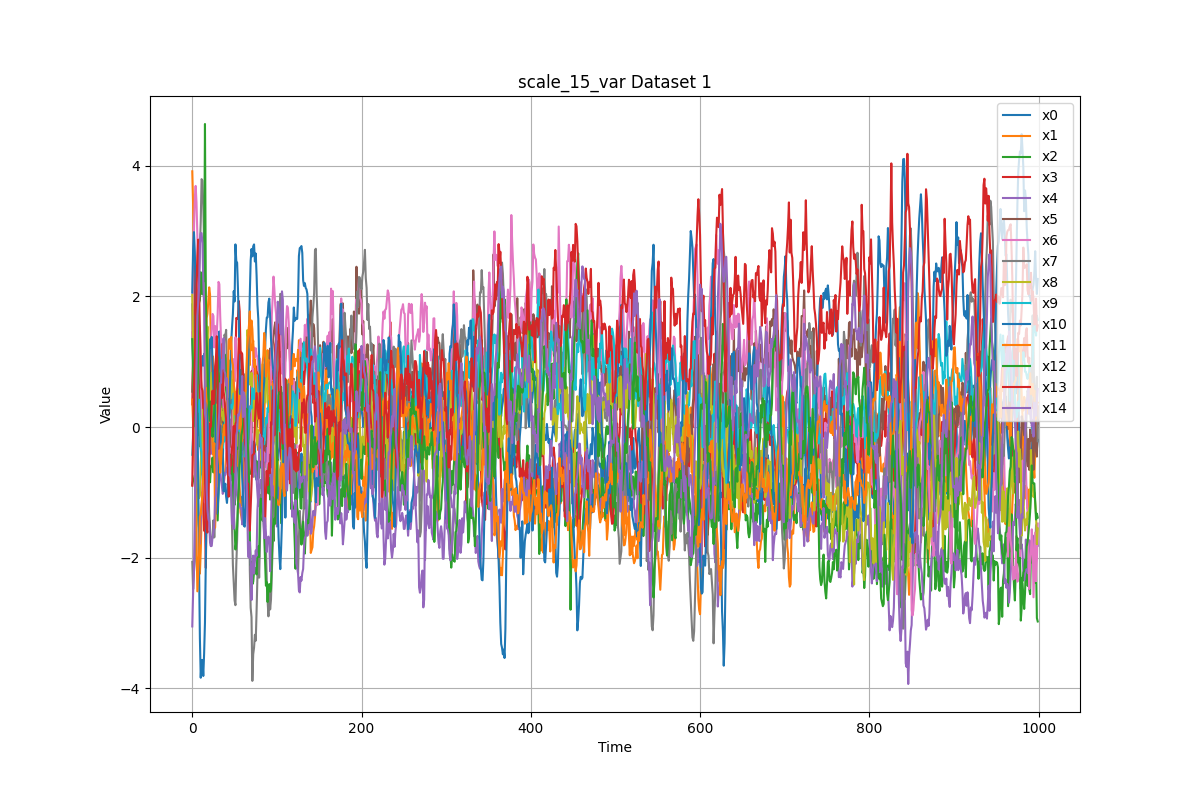 scale_15_var Dataset 1
Value
4
2
0
−2
−4
0
200
400
600
800
1000
Time
x0
x1
x2
x3
x4
x5
x6
x7
x8
x9
x10
x11
x12
x13
x14